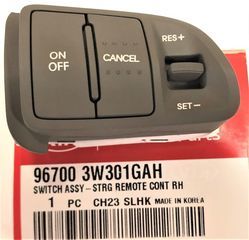 RES+
ON
OFF
CANCEL
SET−
96700 3W301GAH
SWITCH ASSY−STRG REMOTE CONT RH
1 PC CH23 SLHK MADE IN KOREA